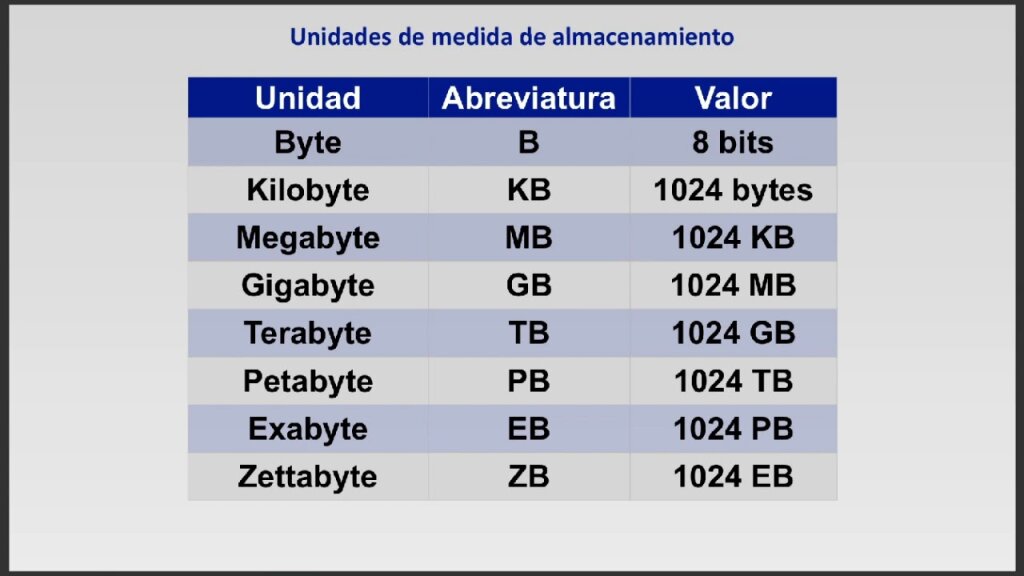 Unidades de medida de almacenamiento
Unidad Abreviatura Valor
Byte B 8 bits
Kilobyte KB 1024 bytes
Megabyte MB 1024 KB
Gigabyte GB 1024 MB
Terabyte TB 1024 GB
Petabyte PB 1024 TB
Exabyte EB 1024 PB
Zettabyte ZB 1024 EB